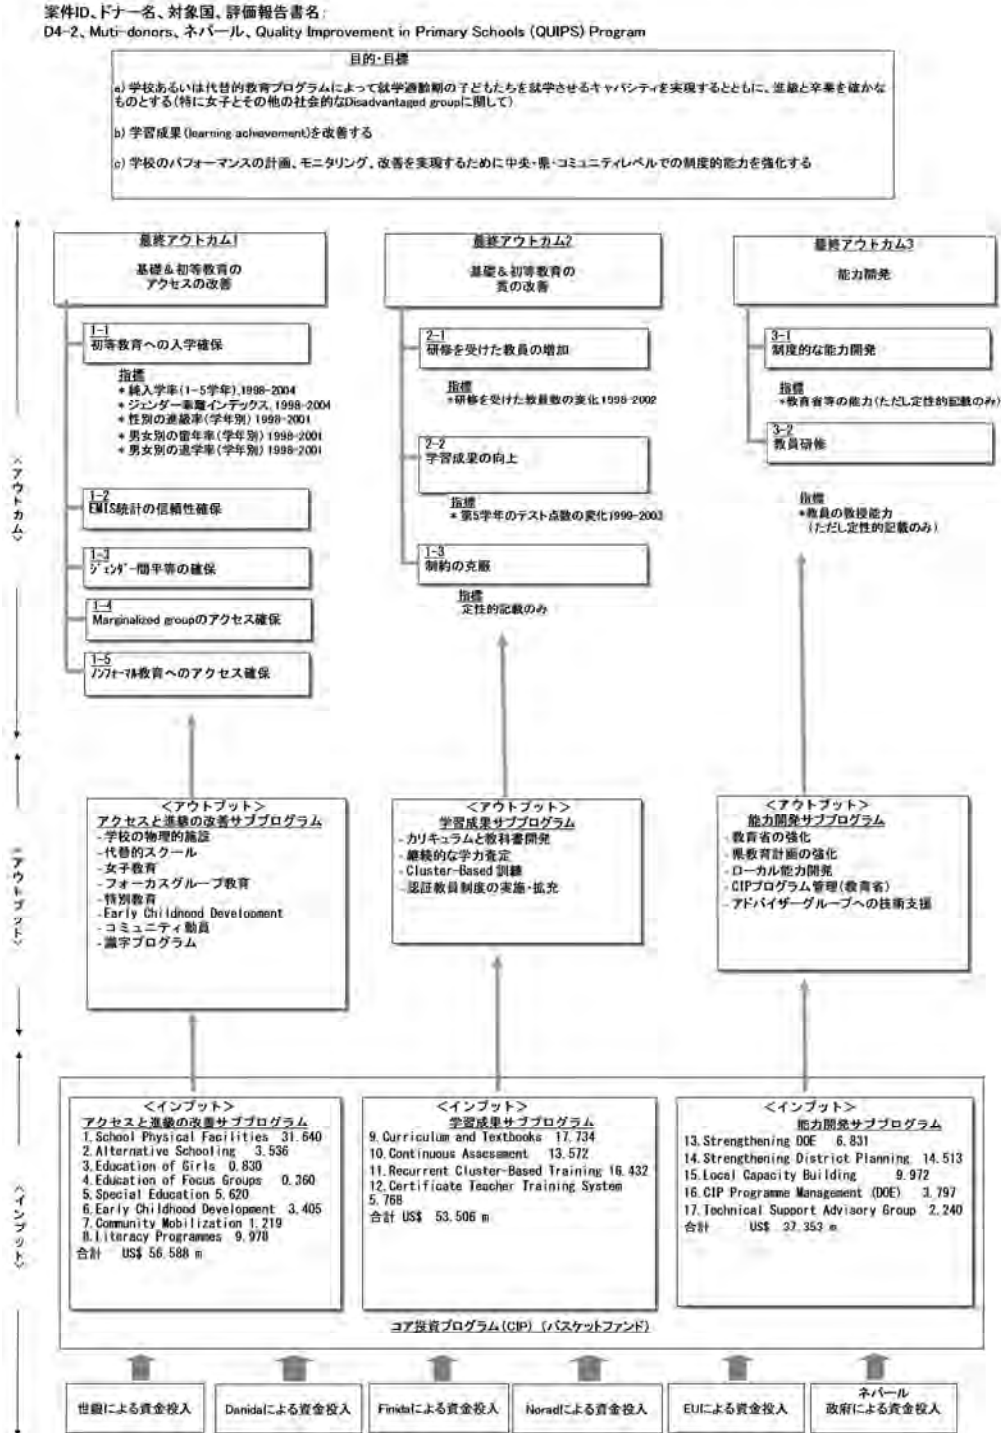 案件ID、ドナー名、対象国、評価報告書名:
D4-2、Muti-donors、ネパール、Quality Improvement in Primary Schools (QUIPS) Program
目的・目標
a) 学校あるいは代替的教育プログラムによって就学適齢期の子どもたちを就学させるキャパシティを実現するとともに、進級と卒業を確かな
ものとする(特に女子とその他の社会的なDisadvantaged groupに関して)
b) 学習成果(learning achievement)を改善する
c) 学校のパフォーマンスの計画、モニタリング、改善を実現するために中央・県・コミュニティレベルでの制度的能力を強化する
<アウトカム>
最終アウトカム1
基礎&初等教育の
アクセスの改善
1-1
初等教育への入学確保
指標
* 純入学率(1-5学年),1998-2004
* ジェンダー乖離インデックス, 1998-2004
* 性別の進級率(学年別) 1998-2001
* 男女別の留年率(学年別) 1998-2001
* 男女別の退学率(学年別) 1998-2001
1-2
EMIS統計の信頼性確保
1-3
ジェンダー間平等の確保
1-4
Marginalized groupのアクセス確保
1-5
ノンフォーマル教育へのアクセス確保
最終アウトカム2
基礎&初等教育の
質の改善
2-1
研修を受けた教員の増加
指標
*研修を受けた教員数の変化 1998-2002
2-2
学習成果の向上
指標
* 第5学年のテスト点数の変化1999-2003
1-3
制約の克服
指標
定性的記載のみ
最終アウトカム3
能力開発
3-1
制度的な能力開発
指標
*教育省等の能力(ただし定性的記載のみ)
3-2
教員研修
指標
*教員の教授能力
(ただし定性的記載のみ)
<アウトプット>
<アウトプット>
アクセスと進級の改善サブプログラム
- 学校の物理的施設
- 代替的スクール
- 女子教育
- フォーカスグループ教育
- 特別教育
- Early Childhood Development
- コミュニティ動員
- 識字プログラム
<アウトプット>
学習成果サブプログラム
- カリキュラムと教科書開発
- 継続的な学力査定
- Cluster-Based 訓練
- 認証教員制度の実施・拡充
<アウトプット>
能力開発サブプログラム
- 教育省の強化
- 県教育計画の強化
- ローカル能力開発
- CIPプログラム管理(教育省)
- アドバイザーグループへの技術支援
<インプット>
<インプット>
アクセスと進級の改善サブプログラム
1. School Physical Facilities 31.640
2. Alternative Schooling 3.536
3. Education of Girls 0.830
4. Education of Focus Groups 0.360
5. Special Education 5.620
6. Early Childhood Development 3.405
7. Community Mobilization 1.219
8. Literacy Programmes 9.978
合計 US$ 56.588 m
<インプット>
学習成果サブプログラム
9. Curriculum and Textbooks 17.734
10. Continuous Assessment 13.572
11. Recurrent Cluster-Based Training 16.432
12. Certificate Teacher Training System
5.768
合計 US$ 53.506 m
<インプット>
能力開発サブプログラム
13. Strengthening DOE 6.831
14. Strengthening District Planning 14.513
15. Local Capacity Building 9.972
16. CIP Programme Management (DOE) 3.797
17. Technical Support Advisory Group 2.240
合計 US$ 37.353 m
コア投資プログラム(CIP) (バスケットファンド)
世銀による資金投入
Danidaによる資金投入
Finidaによる資金投入
Noradによる資金投入
EUによる資金投入
ネパール
政府による資金投入